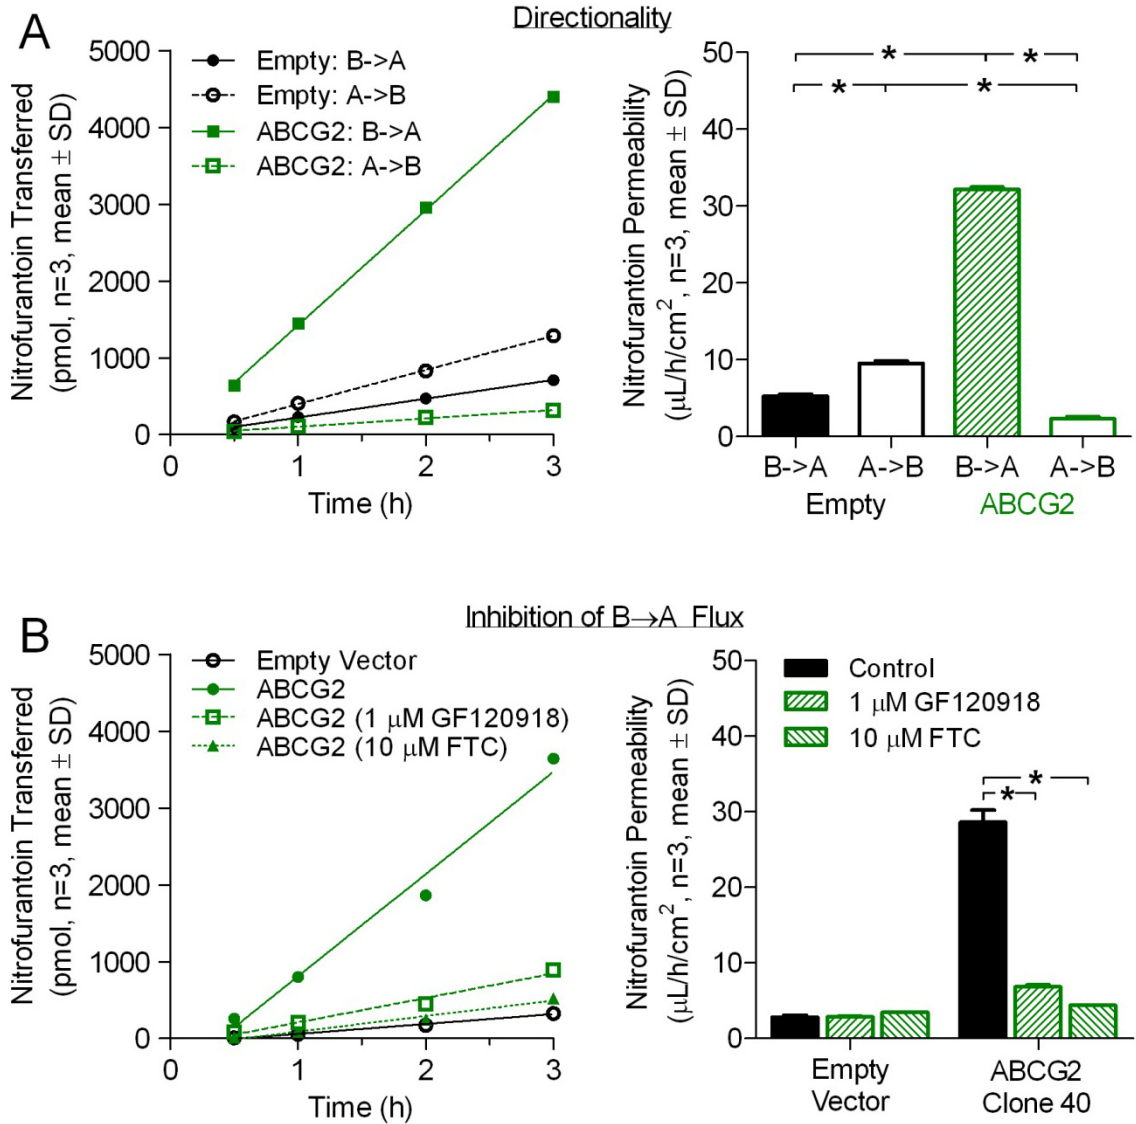 A
Directionality
Nitrofurantoin Transferred
(pmol, n=3, mean ± SD)
5000
4000
3000
2000
1000
0
Empty: B->A
Empty: A->B
ABCG2: B->A
ABCG2: A->B
0 1 2 3
Time (h)
Nitrofurantoin Permeability
(μL/h/cm², n=3, mean ± SD)
50
40
30
20
10
0
* *
* *
B->A A->B B->A A->B
Empty ABCG2
B
Inhibition of B→A Flux
Nitrofurantoin Transferred
(pmol, n=3, mean ± SD)
5000
4000
3000
2000
1000
0
Empty Vector
ABCG2
ABCG2 (1 μM GF120918)
ABCG2 (10 μM FTC)
0 1 2 3
Time (h)
Nitrofurantoin Permeability
(μL/h/cm², n=3, mean ± SD)
50
40
30
20
10
0
Control
1 μM GF120918
10 μM FTC
*
*
Empty
Vector
ABCG2
Clone 40